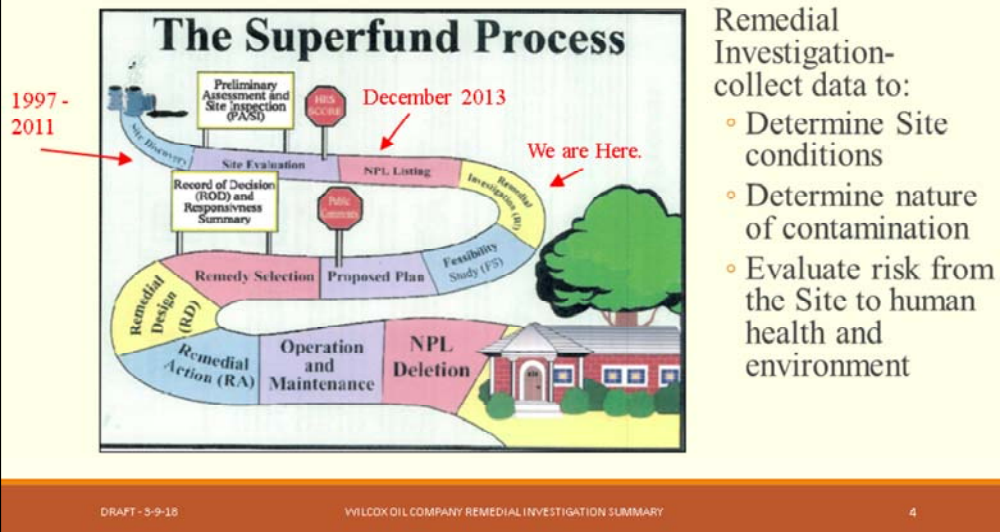 The Superfund Process
1997 -
2011
Preliminary
Assessment and
Site Inspection
(PA/SI)
HRS
SCORE
December 2013
We are Here.
Site Discovery
Site Evaluation
NPL Listing
Remedial
Investigation (RI)
Record of Decision
(ROD) and
Responsivness
Summary
Public
Comments
Remedy Selection
Proposed Plan
Feasibility
Study (FS)
Remedial
Design
(RD)
Remedial
Action (RA)
Operation
and
Maintenance
NPL
Deletion
Remedial
Investigation-
collect data to:
Determine Site
conditions
Determine nature
of contamination
Evaluate risk from
the Site to human
health and
environment
DRAFT - 3-9-18
WILCOX OIL COMPANY REMEDIAL INVESTIGATION SUMMARY
4